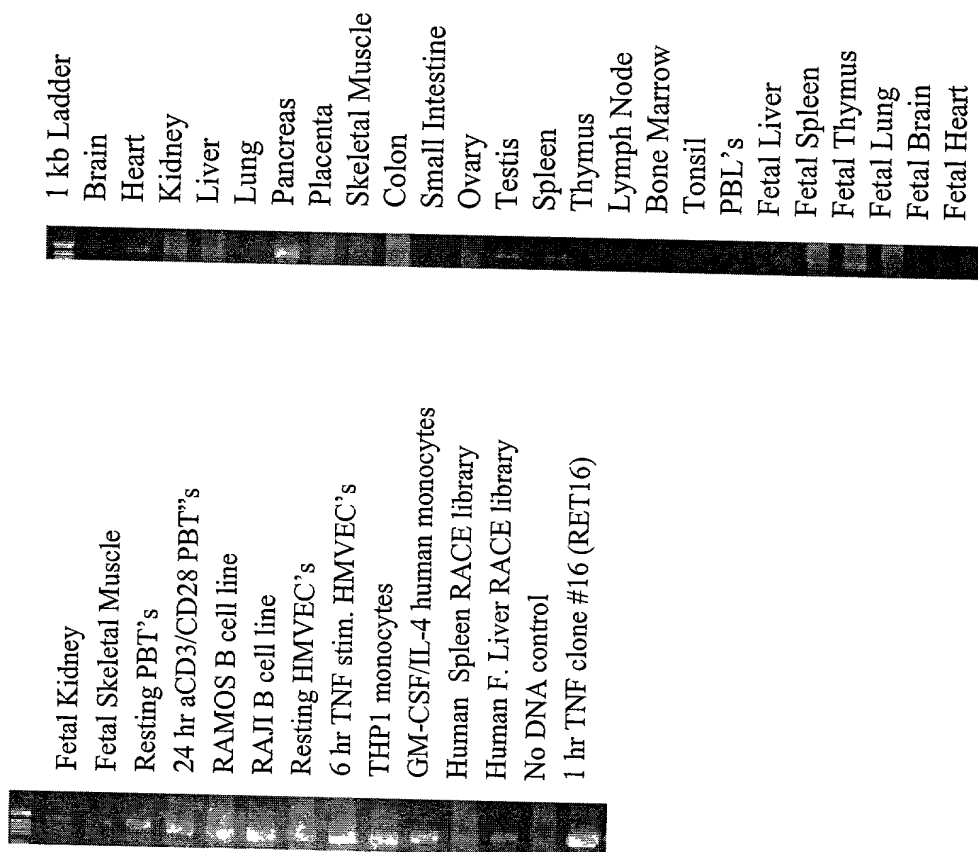 1 kb Ladder
Brain
Heart
Kidney
Liver
Lung
Pancreas
Placenta
Skeletal Muscle
Colon
Small Intestine
Ovary
Testis
Spleen
Thymus
Lymph Node
Bone Marrow
Tonsil
PBL's
Fetal Liver
Fetal Spleen
Fetal Thymus
Fetal Lung
Fetal Brain
Fetal Heart
Fetal Kidney
Fetal Skeletal Muscle
Resting PBT's
24 hr aCD3/CD28 PBT"s
RAMOS B cell line
RAJI B cell line
Resting HMVEC's
6 hr TNF stim. HMVEC's
THP1 monocytes
GM-CSF/IL-4 human monocytes
Human Spleen RACE library
Human F. Liver RACE library
No DNA control
1 hr TNF clone #16 (RET16)